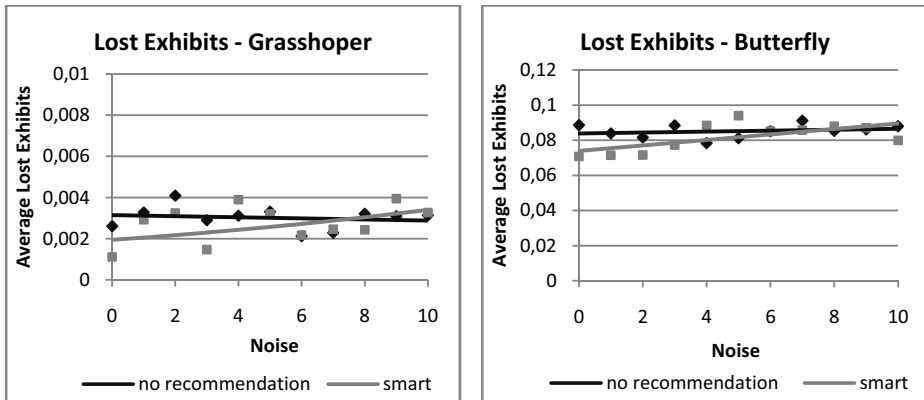 Lost Exhibits - Grasshoper
Average Lost Exhibits
0,01
0,008
0,006
0,004
0,002
0
0 2 4 6 8 10
Noise
no recommendation smart
Lost Exhibits - Butterfly
Average Lost Exhibits
0,12
0,1
0,08
0,06
0,04
0,02
0
0 2 4 6 8 10
Noise
no recommendation smart